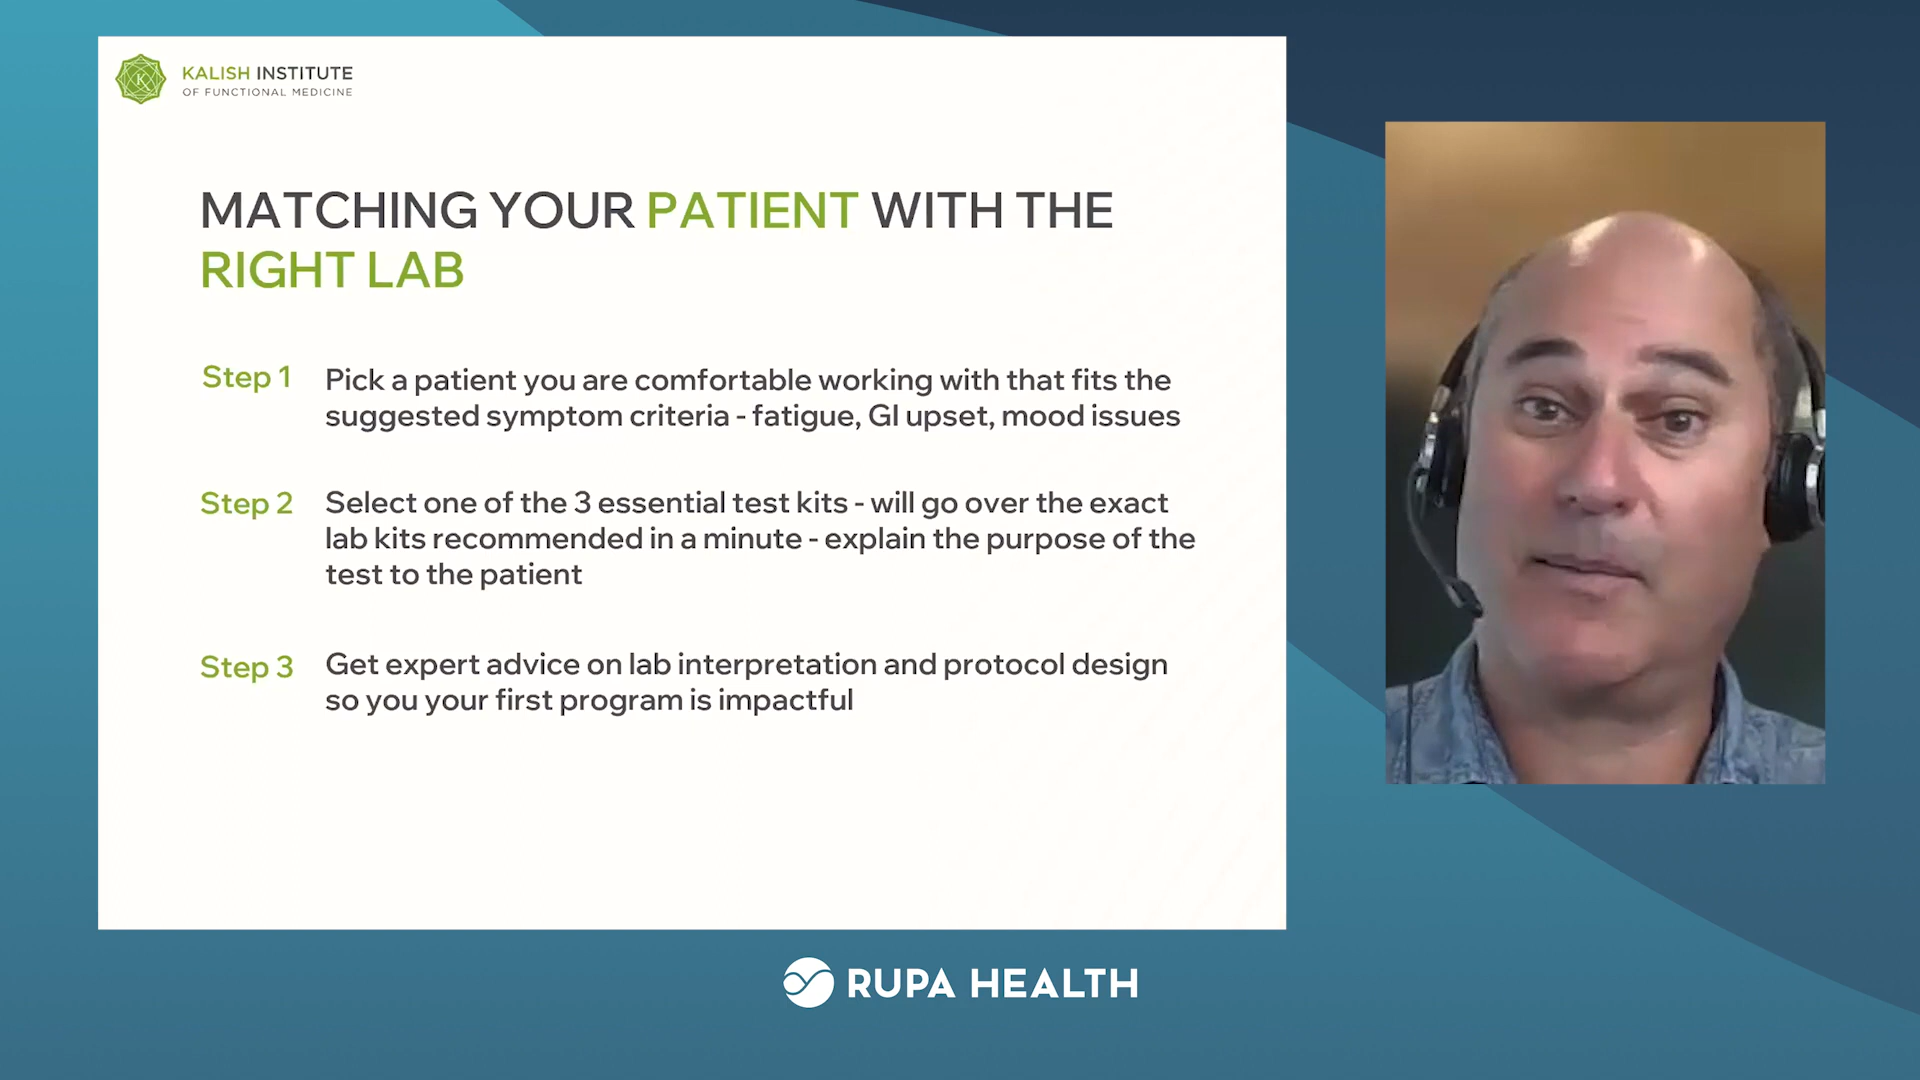 KALISH INSTITUTE
OF FUNCTIONAL MEDICINE
MATCHING YOUR PATIENT WITH THE
RIGHT LAB
Step 1 Pick a patient you are comfortable working with that fits the
suggested symptom criteria - fatigue, GI upset, mood issues
Step 2 Select one of the 3 essential test kits - will go over the exact
lab kits recommended in a minute - explain the purpose of the
test to the patient
Step 3 Get expert advice on lab interpretation and protocol design
so you your first program is impactful
RUPA HEALTH